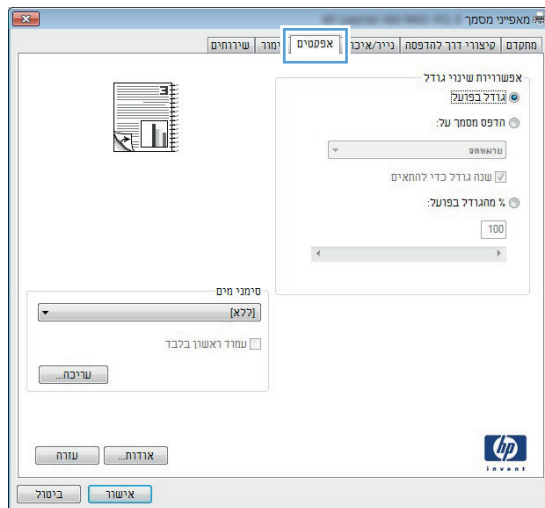 מאפייני מסמך
מתקדם קיצורי דרך להדפסה נייר/איכו אפקטים ימור שירותים
אפשרויות שינוי גודל
גודל בפועל
הדפס מסמך על:
שנה גודל כדי להתאים
% מהגודל בפועל:
100
סימני מים
[ללא]
עמוד ראשון בלבד
עריכה...
אודות... עזרה
hp
invent
אישור ביטול